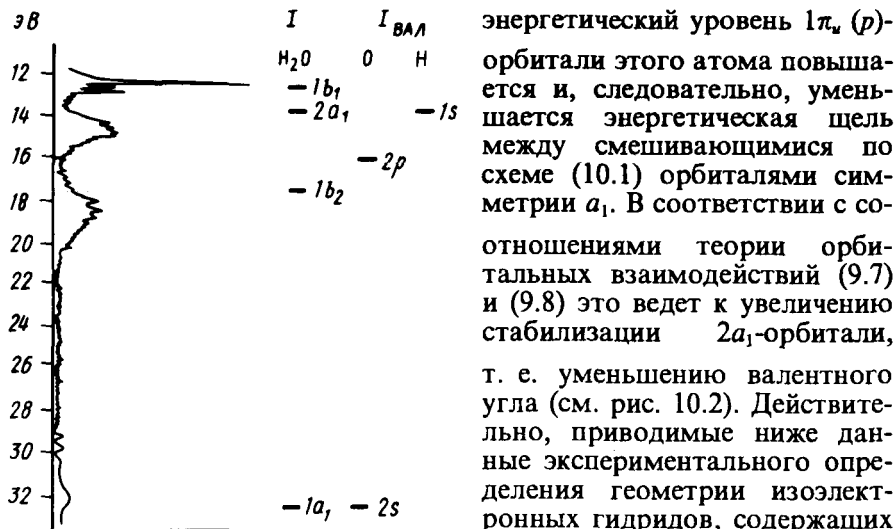 эВ I I ВАЛ
H₂O O H
12
14
16
18
20
22
24
26
28
30
32
1b₁
2a₁ 1s
2p
1b₂
1a₁ 2s
энергетический уровень 1πᵤ (p)-
орбитали этого атома повыша-
ется и, следовательно, умень-
шается энергетическая щель
между смешивающимися по
схеме (10.1) орбиталями сим-
метрии a₁. В соответствии с со-
отношениями теории орби-
тальных взаимодействий (9.7)
и (9.8) это ведет к увеличению
стабилизации 2a₁-орбитали,
т. е. уменьшению валентного
угла (см. рис. 10.2). Действите-
льно, приводимые ниже дан-
ные экспериментального опре-
деления геометрии изоэлект-
ронных гидридов, содержащих